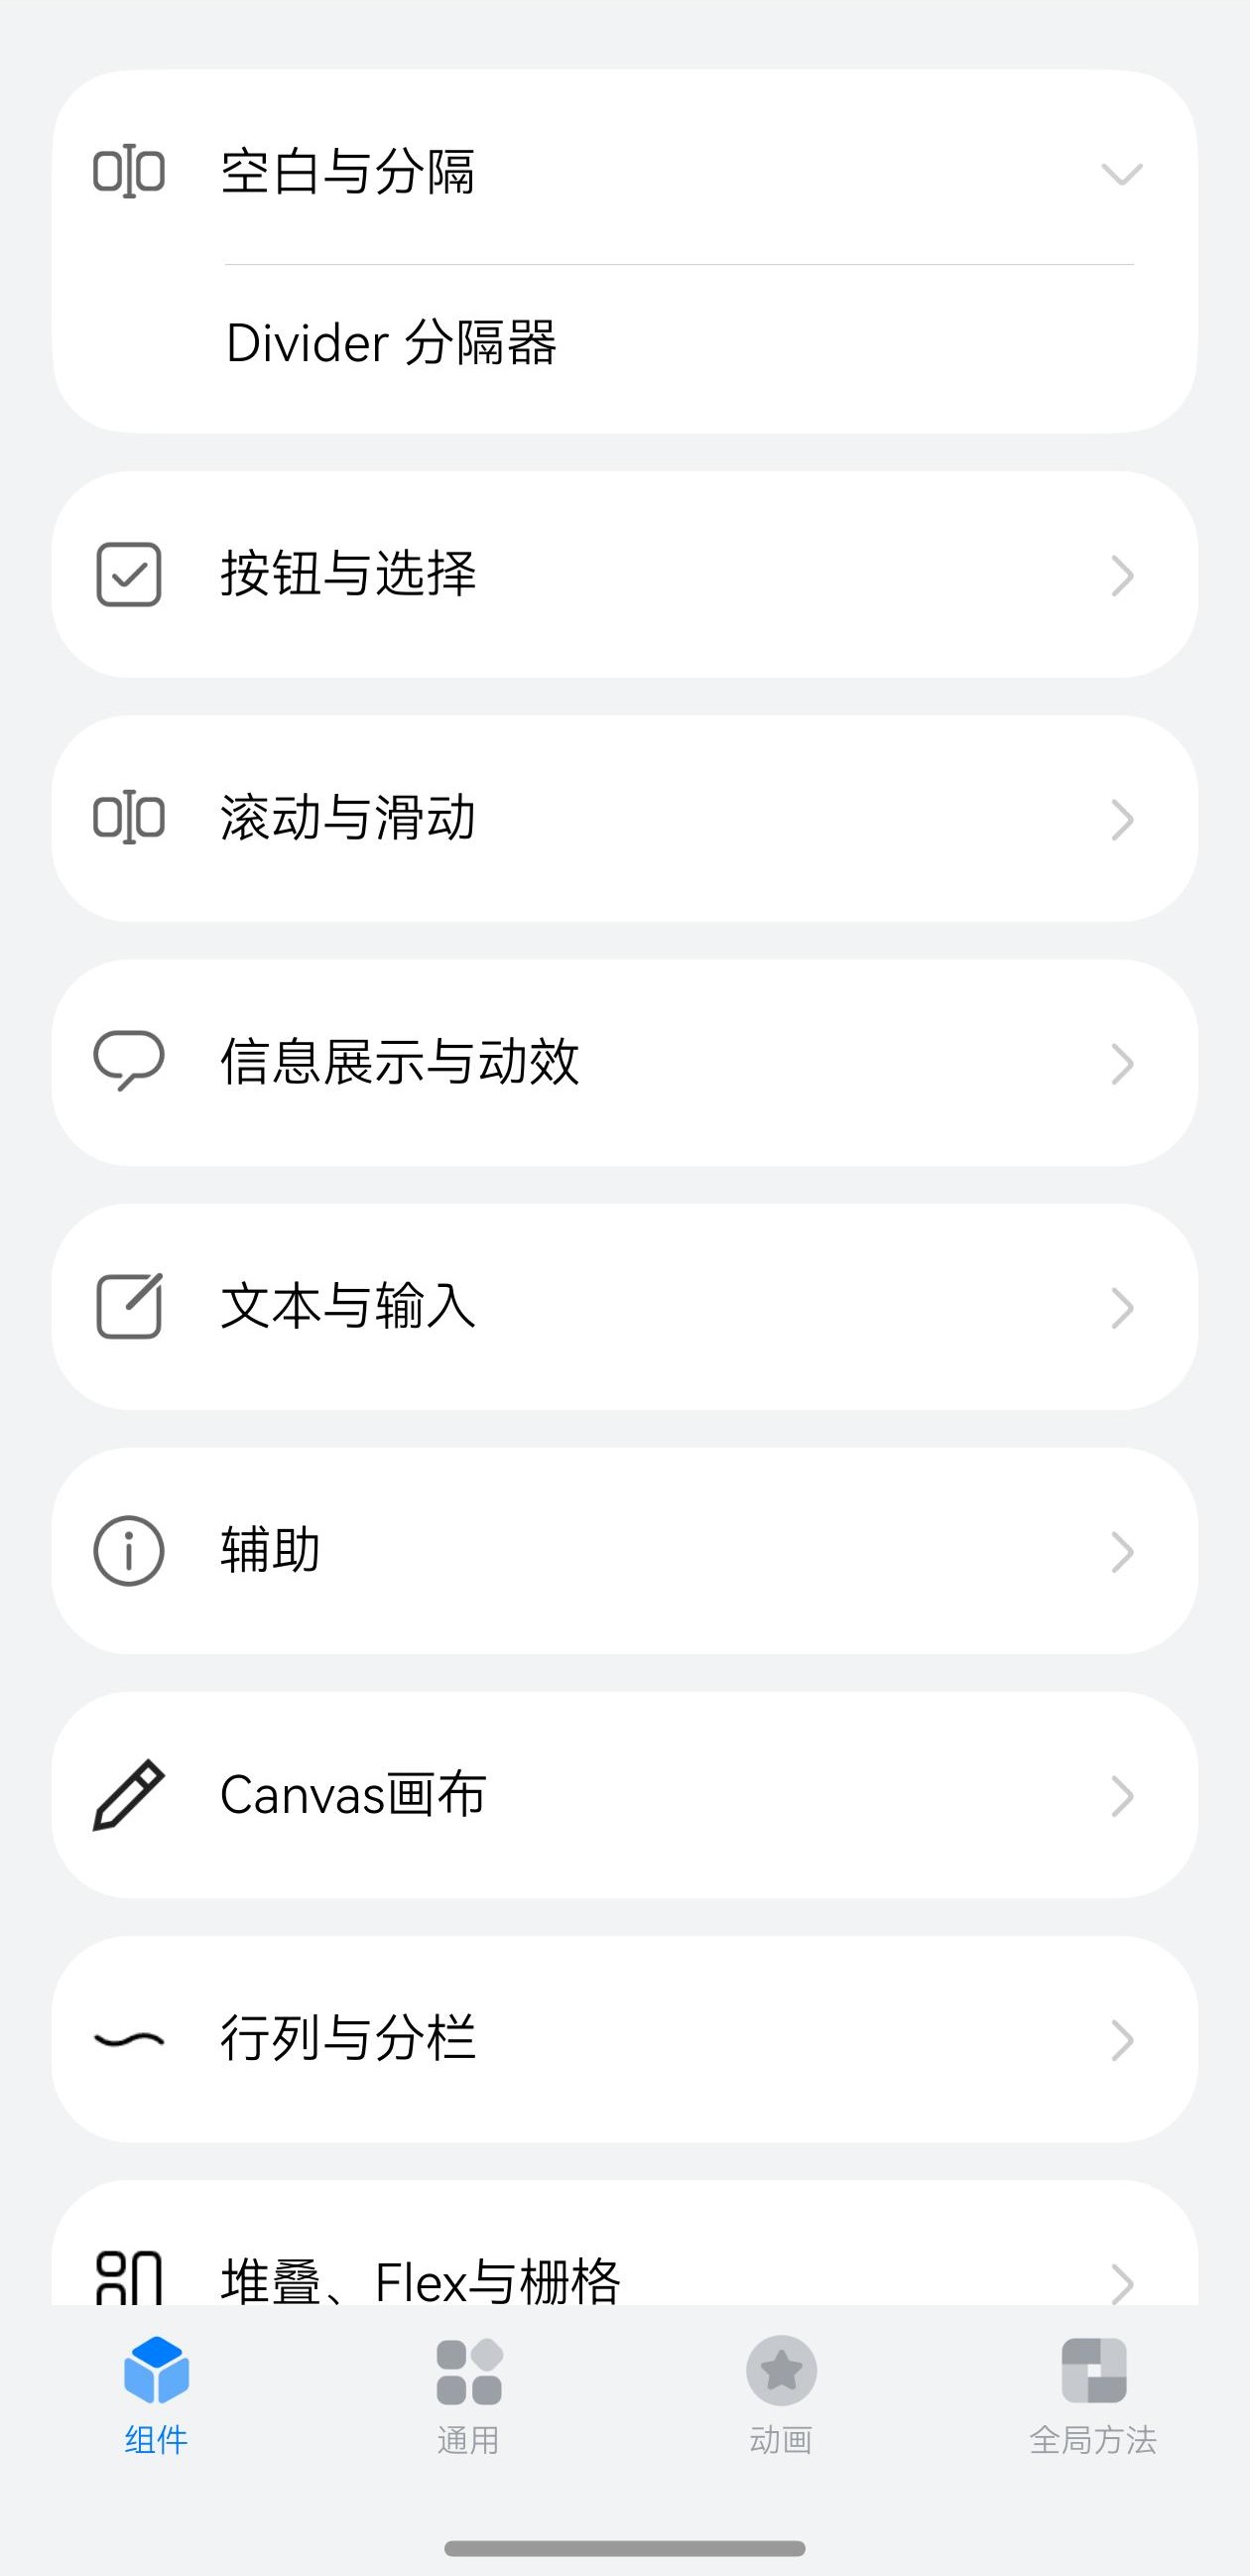 空白与分隔
Divider 分隔器
按钮与选择
滚动与滑动
信息展示与动效
文本与输入
辅助
Canvas画布
行列与分栏
堆叠、Flex与栅格
组件
通用
动画
全局方法